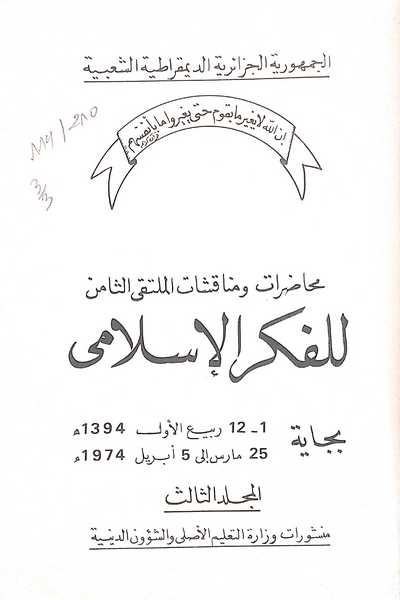 الجمهورية الجزائرية الديمقراطية الشعبية
إن الله لا يغير ما بقوم حتى يغيروا ما بأنفسهم
قرآن كريم
محاضرات ومناقشات الملتقى الثامن
للفكر الإسلامي
بجاية
1 - 12 ربيع الأول 1394هـ
25 مارس إلى 5 أبريل 1974م
المجلد الثالث
منشورات وزارة التعليم الأصلي والشؤون الدينية
3/3